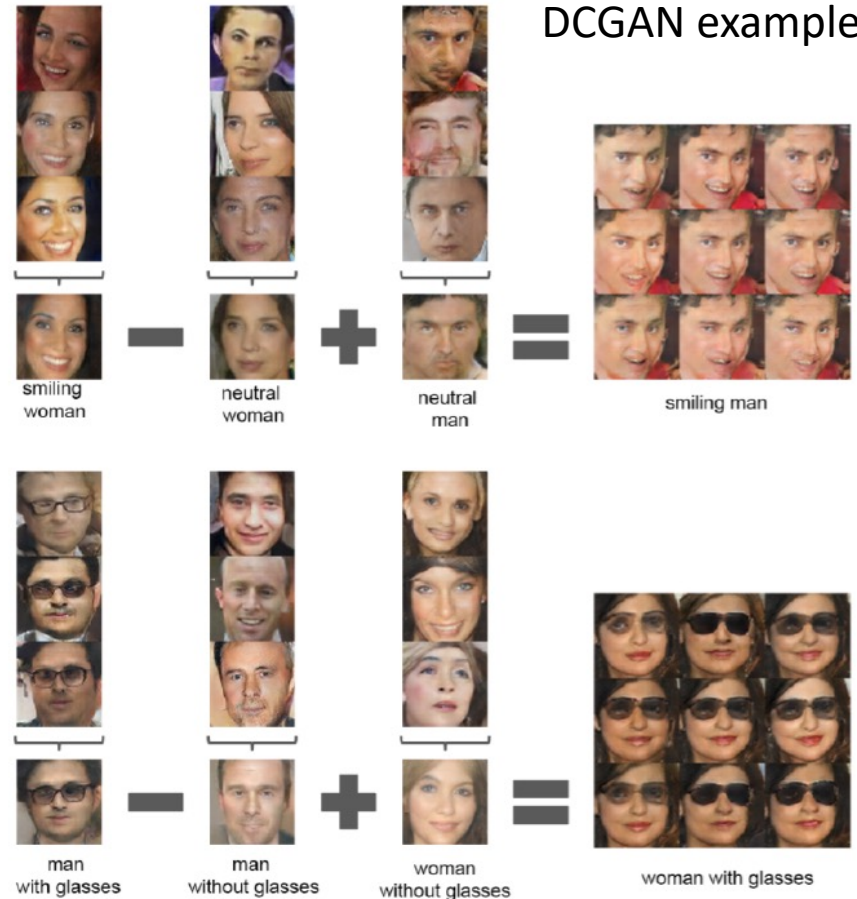 DCGAN example
smiling
woman
neutral
woman
neutral
man
smiling man
man
with glasses
man
without glasses
woman
without glasses
woman with glasses